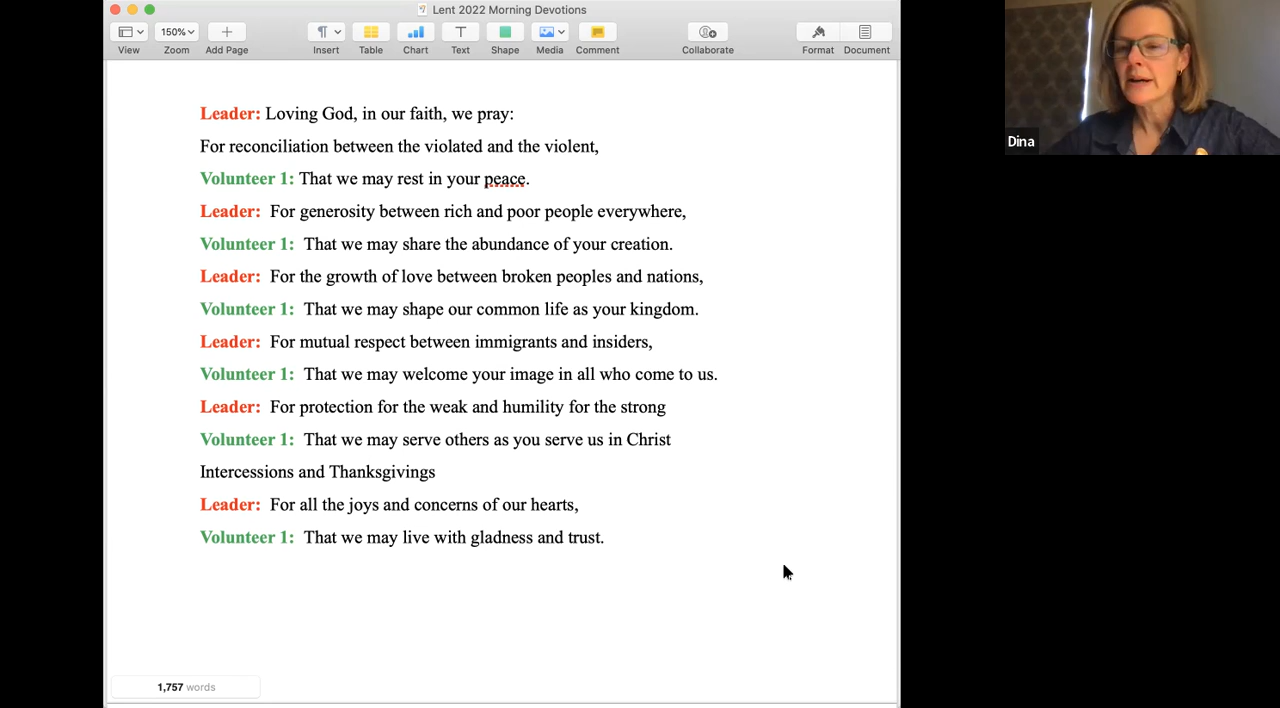 Lent 2022 Morning Devotions
150%
View
Zoom
Add Page
Insert
Table
Chart
Text
Shape
Media
Comment
Collaborate
Format
Document
Leader: Loving God, in our faith, we pray:
For reconciliation between the violated and the violent,
Volunteer 1: That we may rest in your peace.
Leader: For generosity between rich and poor people everywhere,
Volunteer 1: That we may share the abundance of your creation.
Leader: For the growth of love between broken peoples and nations,
Volunteer 1: That we may shape our common life as your kingdom.
Leader: For mutual respect between immigrants and insiders,
Volunteer 1: That we may welcome your image in all who come to us.
Leader: For protection for the weak and humility for the strong
Volunteer 1: That we may serve others as you serve us in Christ
Intercessions and Thanksgivings
Leader: For all the joys and concerns of our hearts,
Volunteer 1: That we may live with gladness and trust.
1,757 words
Dina